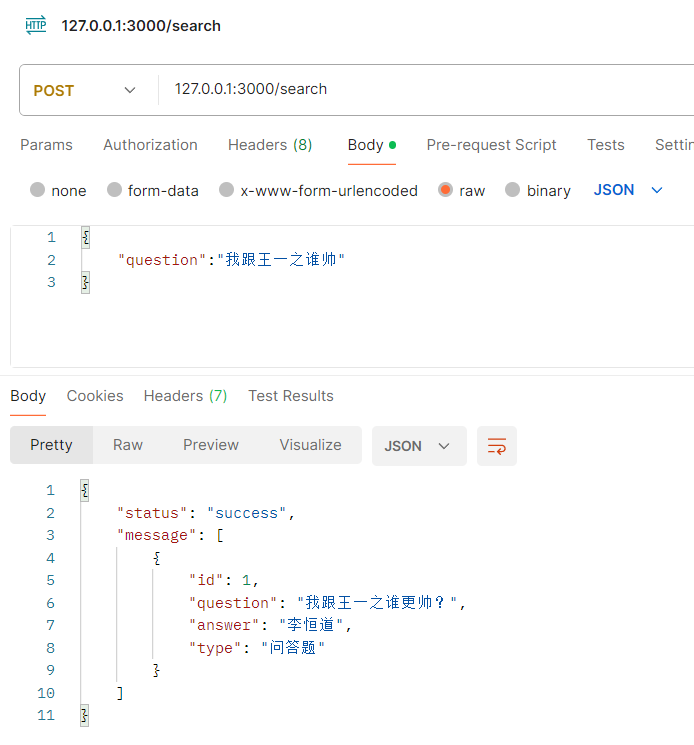 HTTP 127.0.0.1:3000/search
POST 127.0.0.1:3000/search
Params Authorization Headers (8) Body Pre-request Script Tests Settin
none form-data x-www-form-urlencoded raw binary JSON
1 {
2 "question":"我跟王一之谁帅"
3 }
Body Cookies Headers (7) Test Results
Pretty Raw Preview Visualize JSON
1 {
2 "status": "success",
3 "message": [
4 {
5 "id": 1,
6 "question": "我跟王一之谁更帅？",
7 "answer": "李恒道",
8 "type": "问答题"
9 }
10 ]
11 }